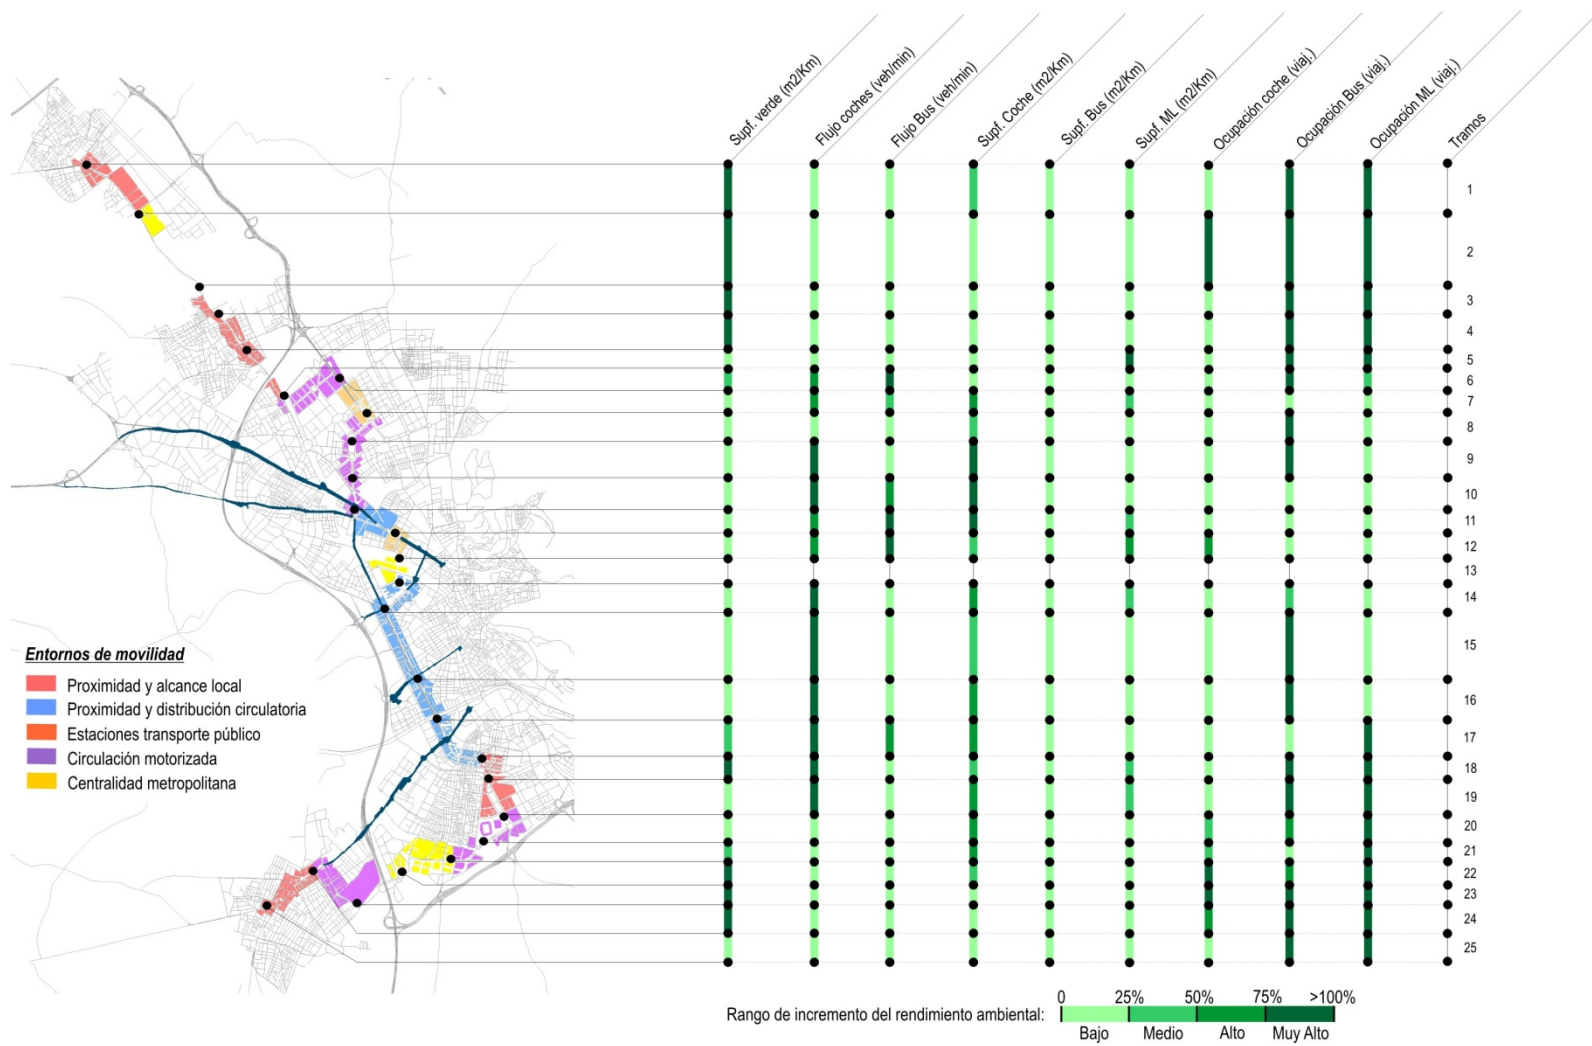 Supf. verde (m2/Km)
Flujo coches (veh/min)
Flujo Bus (veh/min)
Supf. Coche (m2/Km)
Supf. Bus (m2/Km)
Supf. ML (m2/Km)
Ocupación coche (viaj.)
Ocupación Bus (viaj.)
Ocupación ML (viaj.)
Tramos
1
2
3
4
5
6
7
8
9
10
11
12
13
14
15
16
17
18
19
20
21
22
23
24
25
Entornos de movilidad
Proximidad y alcance local
Proximidad y distribución circulatoria
Estaciones transporte público
Circulación motorizada
Centralidad metropolitana
0 25% 50% 75% >100%
Rango de incremento del rendimiento ambiental:
Bajo Medio Alto Muy Alto